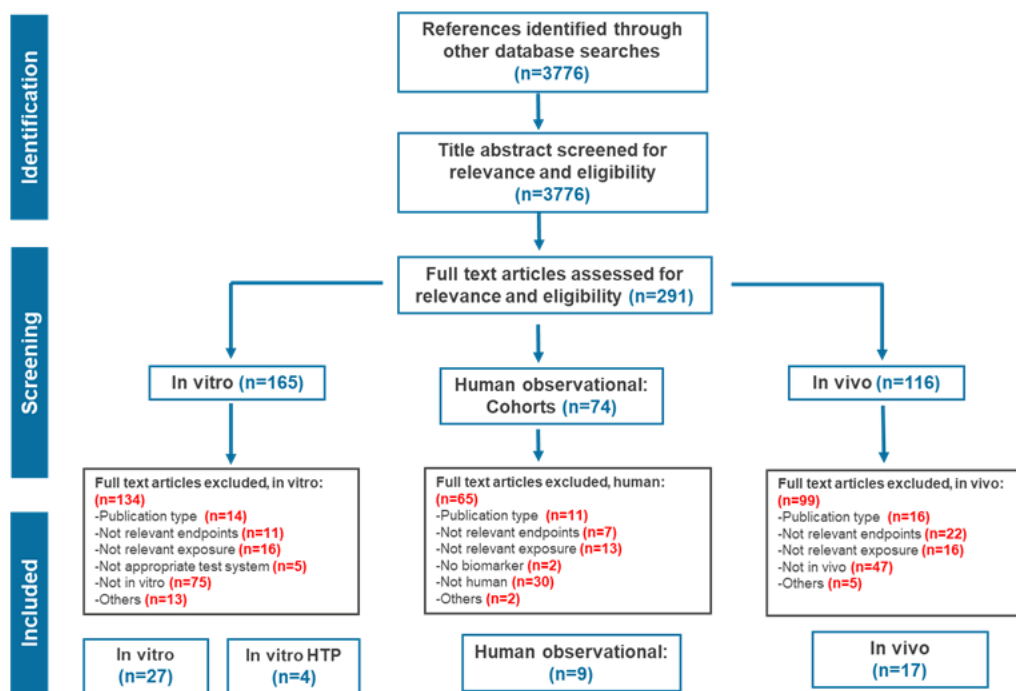 Identification
References identified through
other database searches
(n=3776)
Title abstract screened for
relevance and eligibility
(n=3776)
Screening
Full text articles assessed for
relevance and eligibility (n=291)
In vitro (n=165)
Human observational:
Cohorts (n=74)
In vivo (n=116)
Full text articles excluded, in vitro:
(n=134)
-Publication type (n=14)
-Not relevant endpoints (n=11)
-Not relevant exposure (n=16)
-Not appropriate test system (n=5)
-Not in vitro (n=75)
-Others (n=13)
Full text articles excluded, human:
(n=65)
-Publication type (n=11)
-Not relevant endpoints (n=7)
-Not relevant exposure (n=13)
-No biomarker (n=2)
-Not human (n=30)
-Others (n=2)
Full text articles excluded, in vivo:
(n=99)
-Publication type (n=16)
-Not relevant endpoints (n=22)
-Not relevant exposure (n=16)
-Not in vivo (n=47)
-Others (n=5)
Included
In vitro
(n=27)
In vitro HTP
(n=4)
Human observational:
(n=9)
In vivo
(n=17)